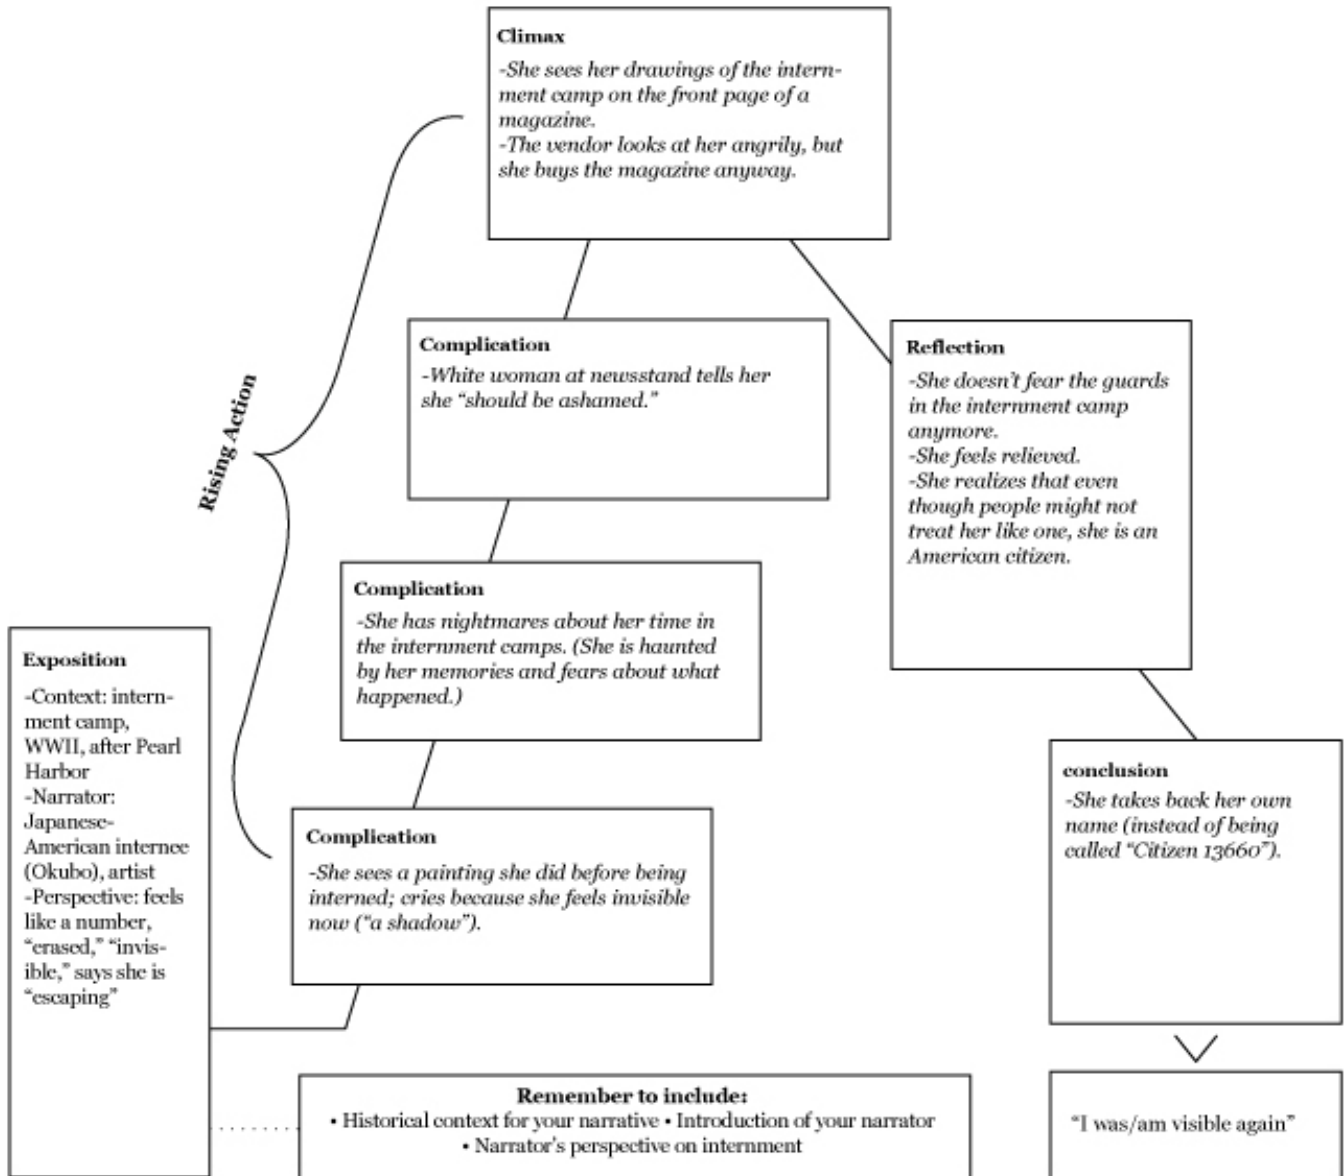 Climax
-She sees her drawings of the intern-
ment camp on the front page of a
magazine.
-The vendor looks at her angrily, but
she buys the magazine anyway.
Rising Action
Complication
-White woman at newsstand tells her
she “should be ashamed.”
Complication
-She has nightmares about her time in
the internment camps. (She is haunted
by her memories and fears about what
happened.)
Complication
-She sees a painting she did before being
interned; cries because she feels invisible
now (“a shadow”).
Exposition
-Context: intern-
ment camp,
WWII, after Pearl
Harbor
-Narrator:
Japanese-
American internee
(Okubo), artist
-Perspective: feels
like a number,
“erased,” “invis-
ible,” says she is
“escaping”
Reflection
-She doesn’t fear the guards
in the internment camp
anymore.
-She feels relieved.
-She realizes that even
though people might not
treat her like one, she is an
American citizen.
conclusion
-She takes back her own
name (instead of being
called “Citizen 13660”).
“I was/am visible again”
Remember to include:
• Historical context for your narrative • Introduction of your narrator
• Narrator’s perspective on internment